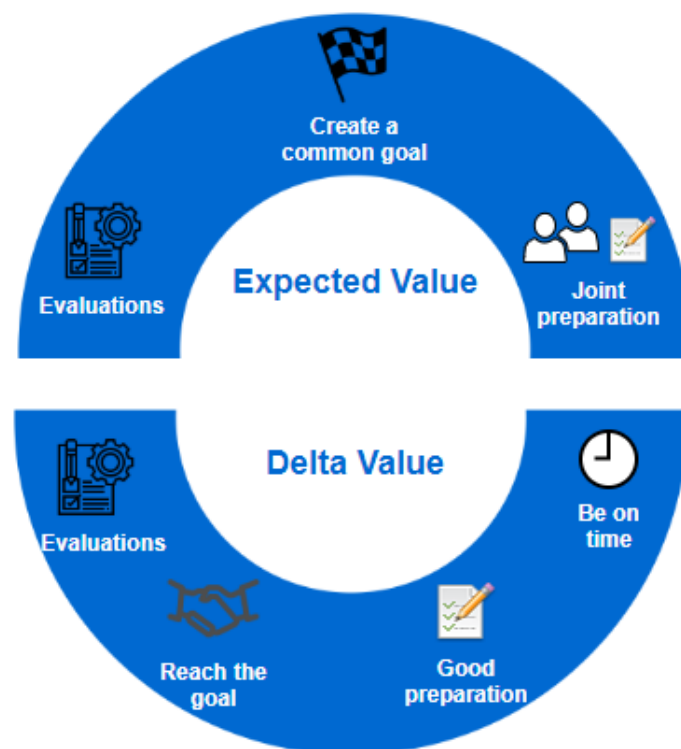 Create a
common goal
Evaluations
Joint
preparation
Expected Value
Delta Value
Evaluations
Be on
time
Reach the
goal
Good
preparation